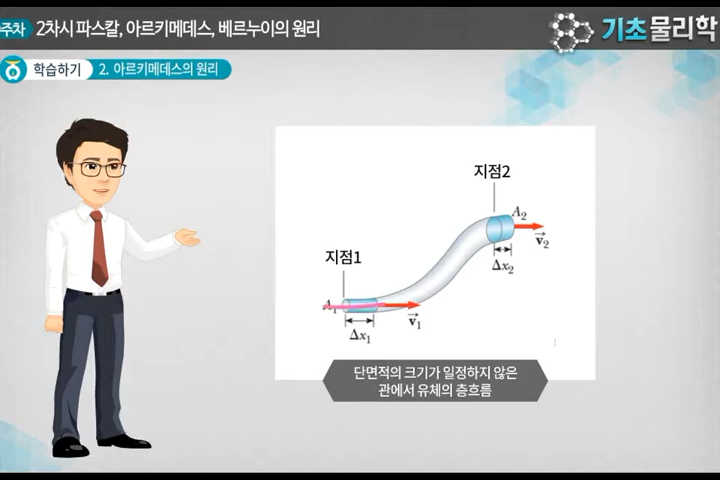 주차 2차시 파스칼, 아르키메데스, 베르누이의 원리
기초물리학
학습하기 2. 아르키메데스의 원리
지점2
A₂
v₂
Δx₂
지점1
A₁
v₁
Δx₁
단면적의 크기가 일정하지 않은
관에서 유체의 층흐름